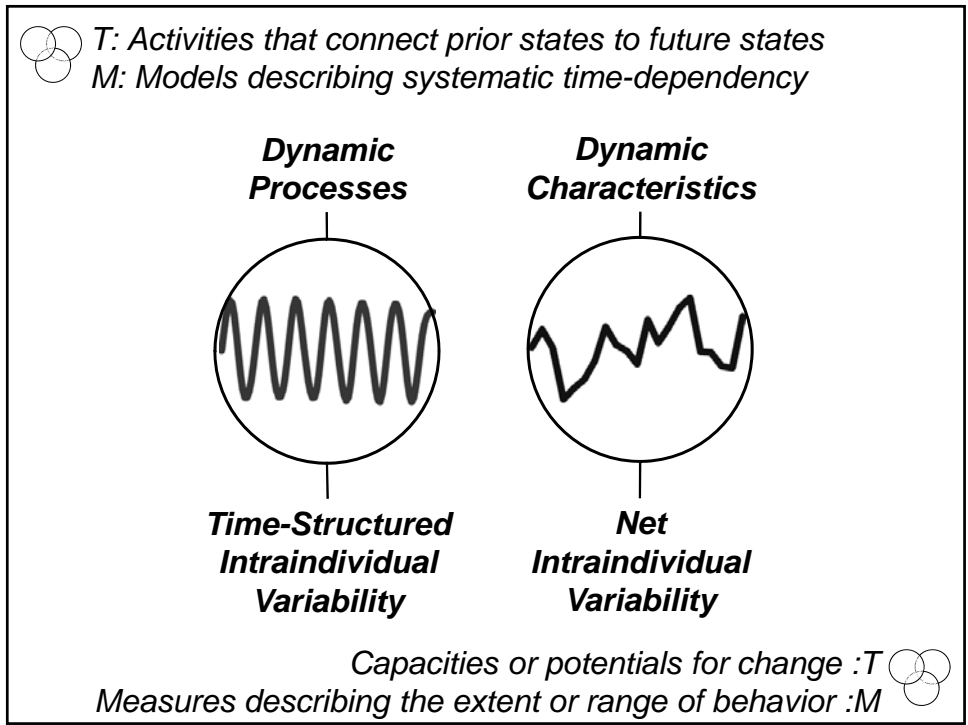 T: Activities that connect prior states to future states
M: Models describing systematic time-dependency
Dynamic
Processes
Dynamic
Characteristics
Time-Structured
Intraindividual
Variability
Net
Intraindividual
Variability
Capacities or potentials for change :T
Measures describing the extent or range of behavior :M